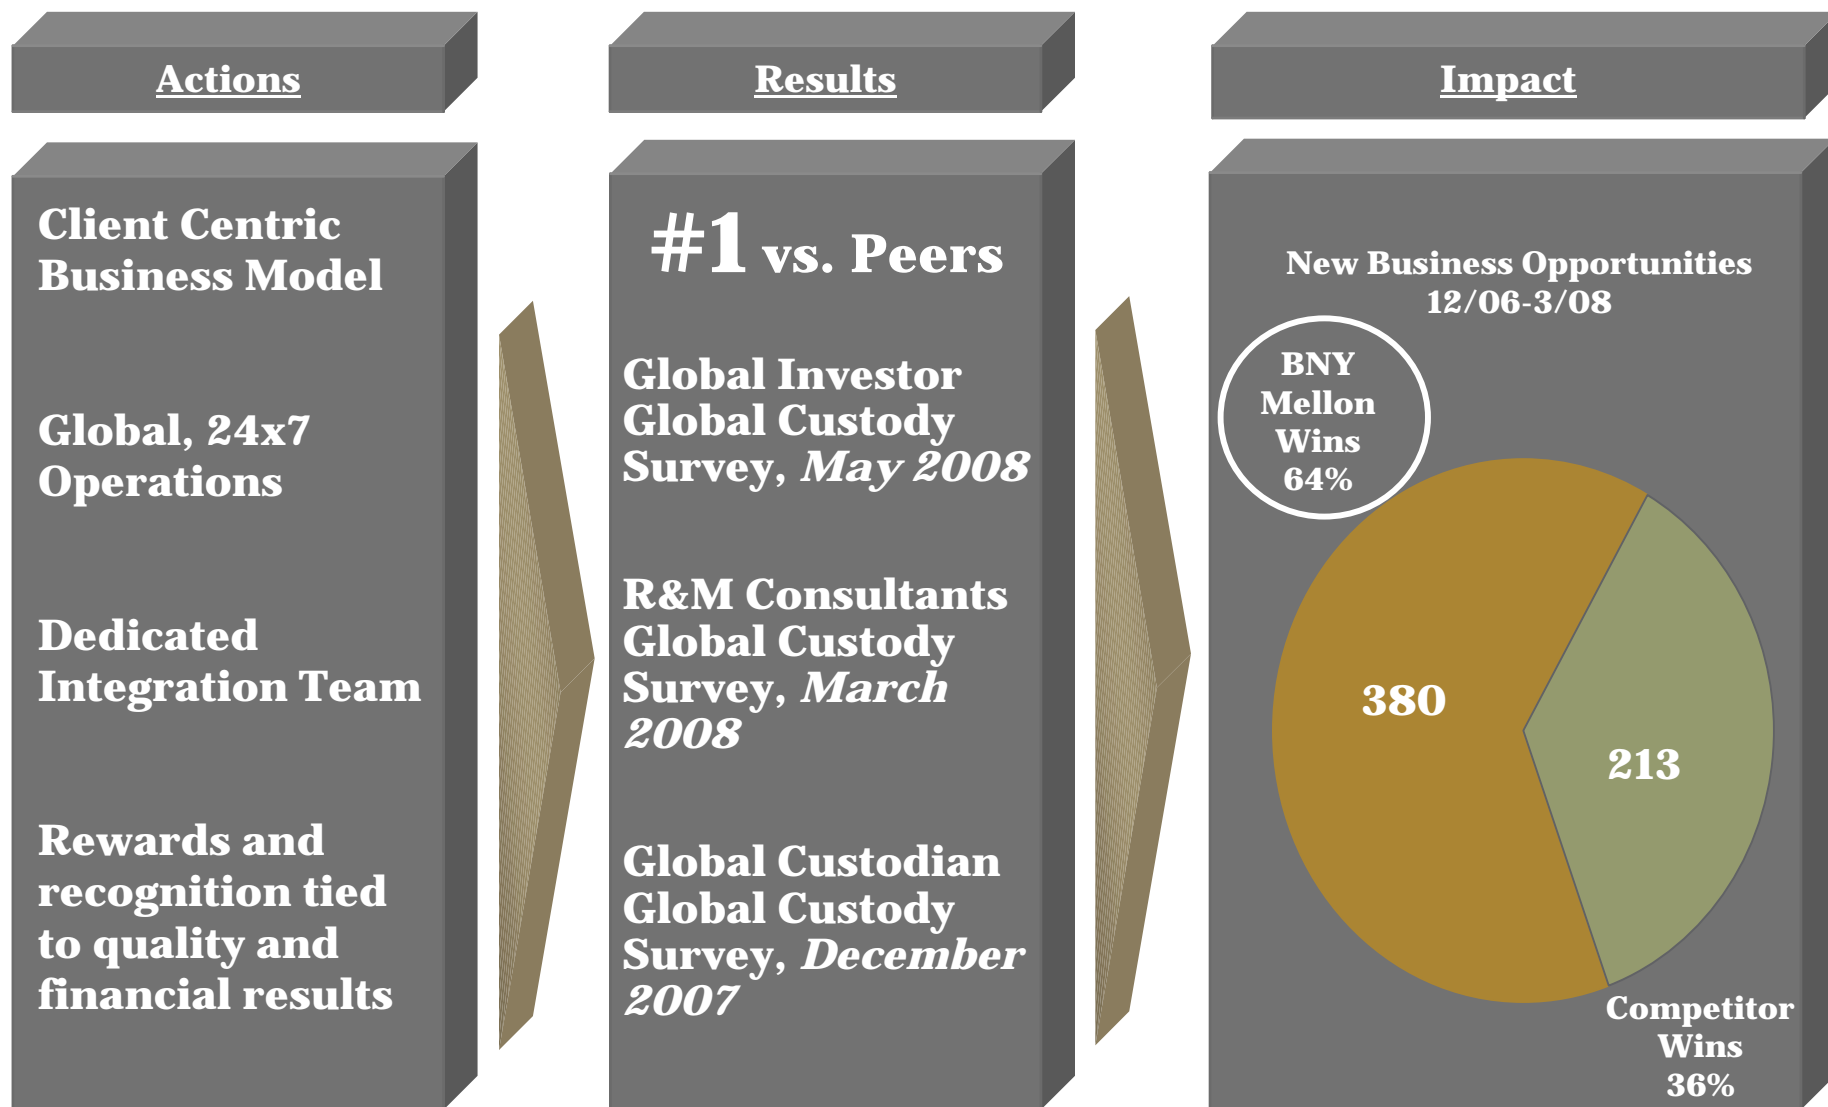 Actions
Client Centric
Business Model
Global, 24x7
Operations
Dedicated
Integration Team
Rewards and
recognition tied
to quality and
financial results
Results
#1 vs. Peers
Global Investor
Global Custody
Survey, May 2008
R&M Consultants
Global Custody
Survey, March
2008
Global Custodian
Global Custody
Survey, December
2007
Impact
New Business Opportunities
12/06-3/08
BNY
Mellon
Wins
64%
380
213
Competitor
Wins
36%